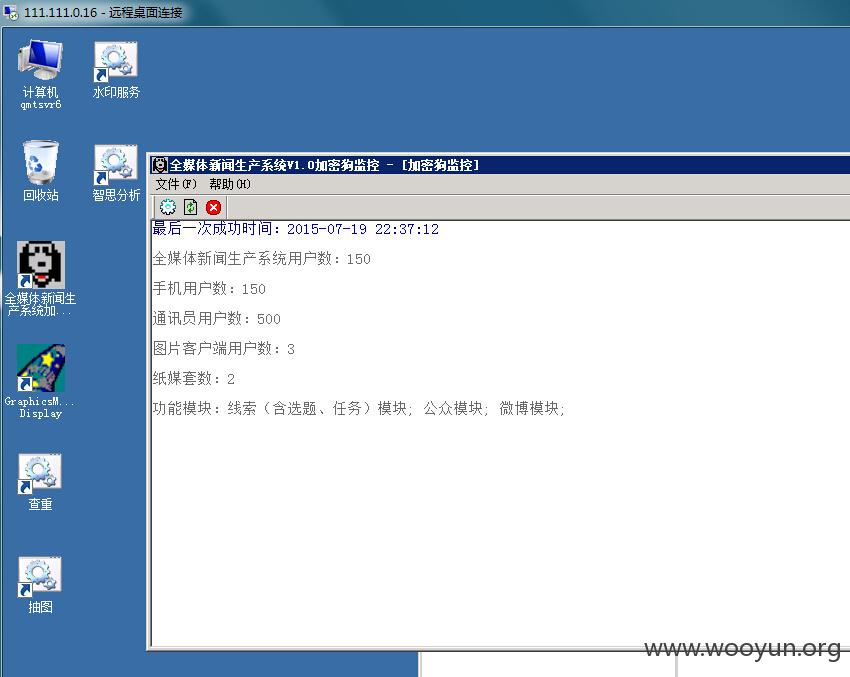 111.111.0.16 - 远程桌面连接
计算机
qmtsvr6
水印服务
回收站
智思分析
全媒体新闻生
产系统加...
GraphicsM...
Display
查重
抽图
全媒体新闻生产系统V1.0加密狗监控 - [加密狗监控]
文件(F) 帮助(H)
最后一次成功时间：2015-07-19 22:37:12
全媒体新闻生产系统用户数：150
手机用户数：150
通讯员用户数：500
图片客户端用户数：3
纸媒套数：2
功能模块：线索（含选题、任务）模块; 公众模块; 微博模块;
www.wooyun.org